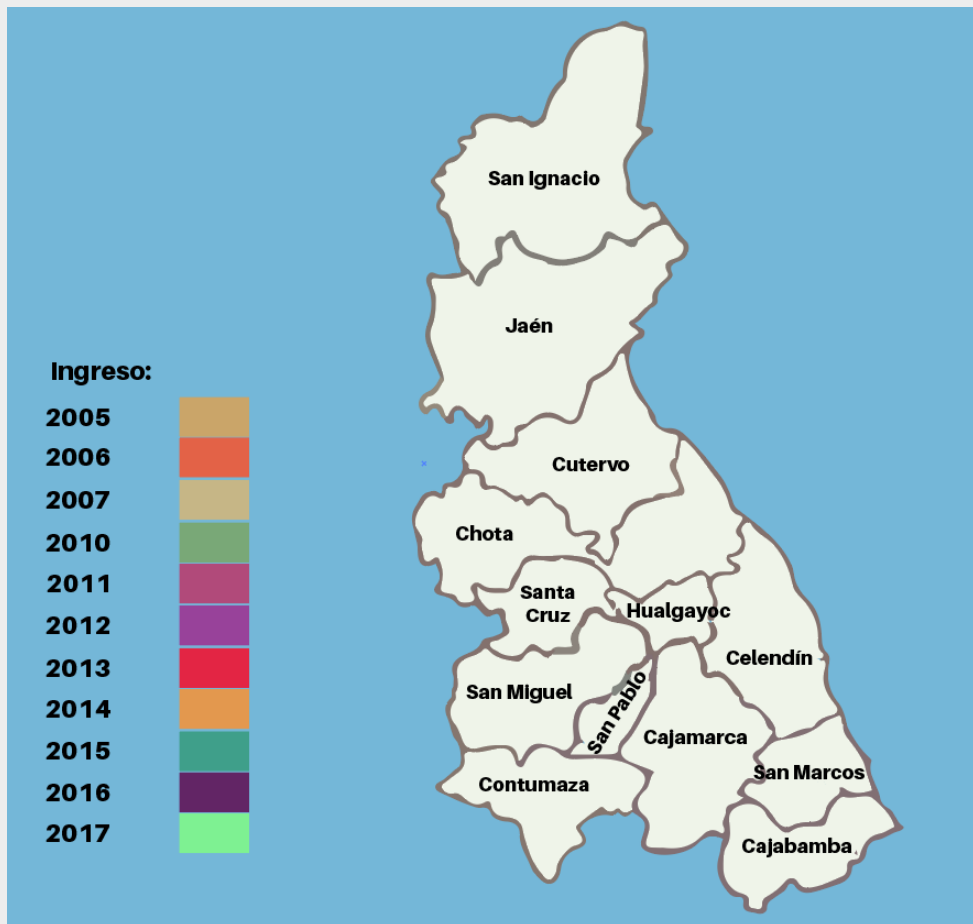 San Ignacio
Jaén
Ingreso:
2005
2006
2007
2010
2011
2012
2013
2014
2015
2016
2017
Cutervo
Chota
Santa
Cruz
Hualgayoc
Celendín
San Miguel
San Pablo
Cajamarca
San Marcos
Contumaza
Cajabamba